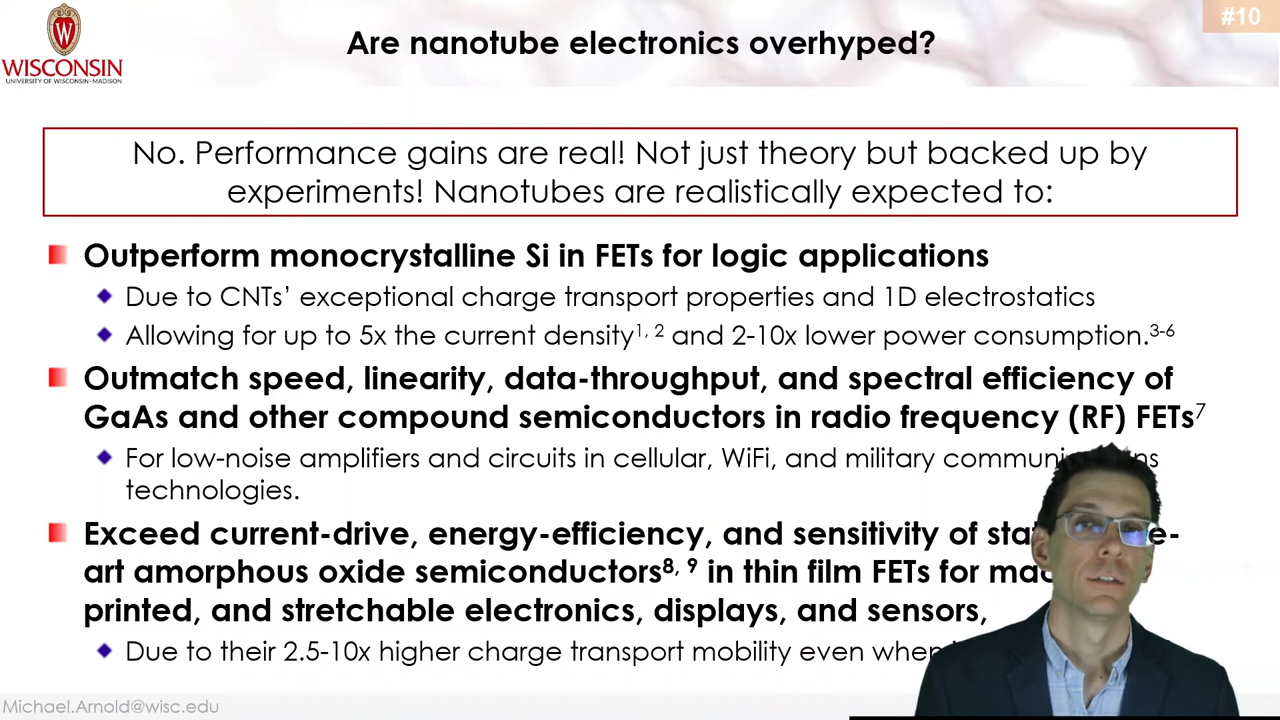 #10
W
WISCONSIN
UNIVERSITY OF WISCONSIN-MADISON
Are nanotube electronics overhyped?
No. Performance gains are real! Not just theory but backed up by
experiments! Nanotubes are realistically expected to:
Outperform monocrystalline Si in FETs for logic applications
Due to CNTs’ exceptional charge transport properties and 1D electrostatics
Allowing for up to 5x the current density1, 2 and 2-10x lower power consumption.3-6
Outmatch speed, linearity, data-throughput, and spectral efficiency of
GaAs and other compound semiconductors in radio frequency (RF) FETs7
For low-noise amplifiers and circuits in cellular, WiFi, and military
technologies.
Exceed current-drive, energy-efficiency, and sensitivity of
art amorphous oxide semiconductors8, 9 in thin film FETs for
printed, and stretchable electronics, displays, and sensors,
Due to their 2.5-10x higher charge transport mobility even when
Michael.Arnold@wisc.edu